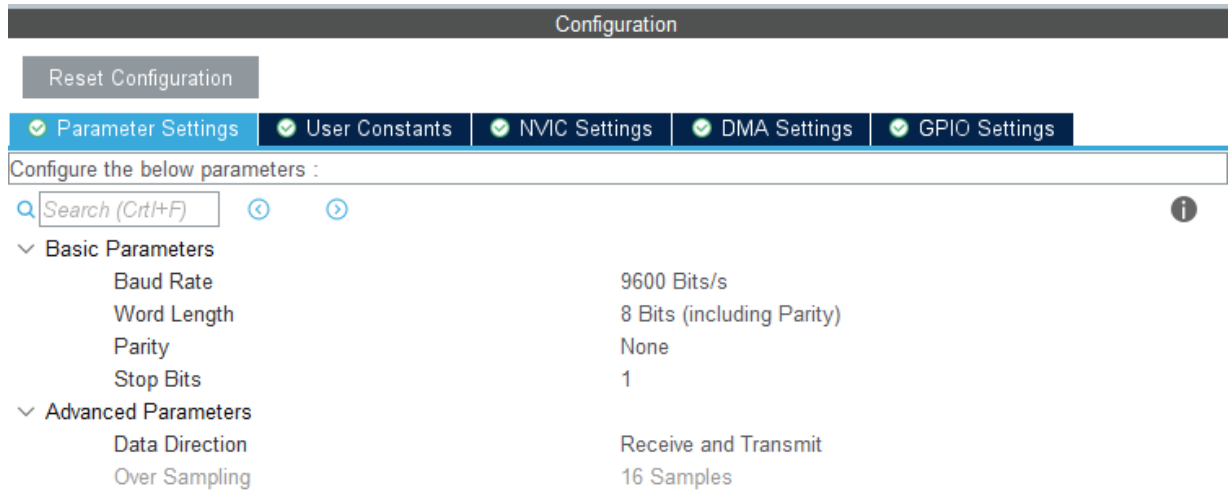 Configuration
Reset Configuration
Parameter Settings User Constants NVIC Settings DMA Settings GPIO Settings
Configure the below parameters :
Search (Crtl+F)
Basic Parameters
Baud Rate 9600 Bits/s
Word Length 8 Bits (including Parity)
Parity None
Stop Bits 1
Advanced Parameters
Data Direction Receive and Transmit
Over Sampling 16 Samples